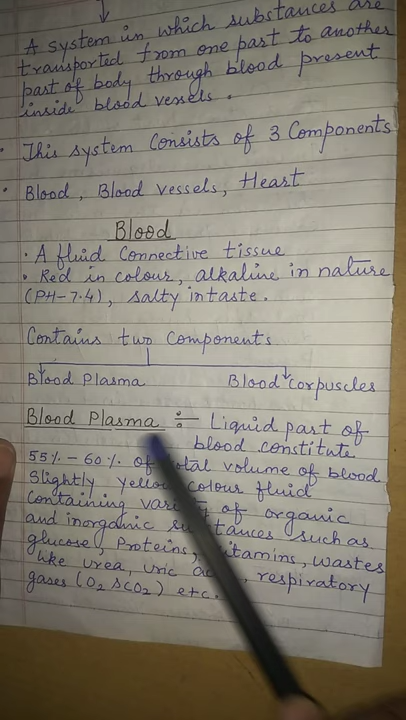 A system in which substances are
transported from one part to another
part of body through blood present
inside blood vessels.
• This system Consists of 3 Components
• Blood, Blood vessels, Heart
Blood
• A fluid Connective tissue
• Red in colour, alkaline in nature
(PH-7.4), salty in taste.
Contains two Components
Blood Plasma Blood corpuscles
Blood Plasma ÷ Liquid part of
blood constitute
55% - 60% of total volume of blood
Slightly yellow colour fluid
containing of organic
and inorganic such as
glucose, Proteins, vitamins, wastes
like urea, uric respiratory
gases (O2 & CO2) etc.